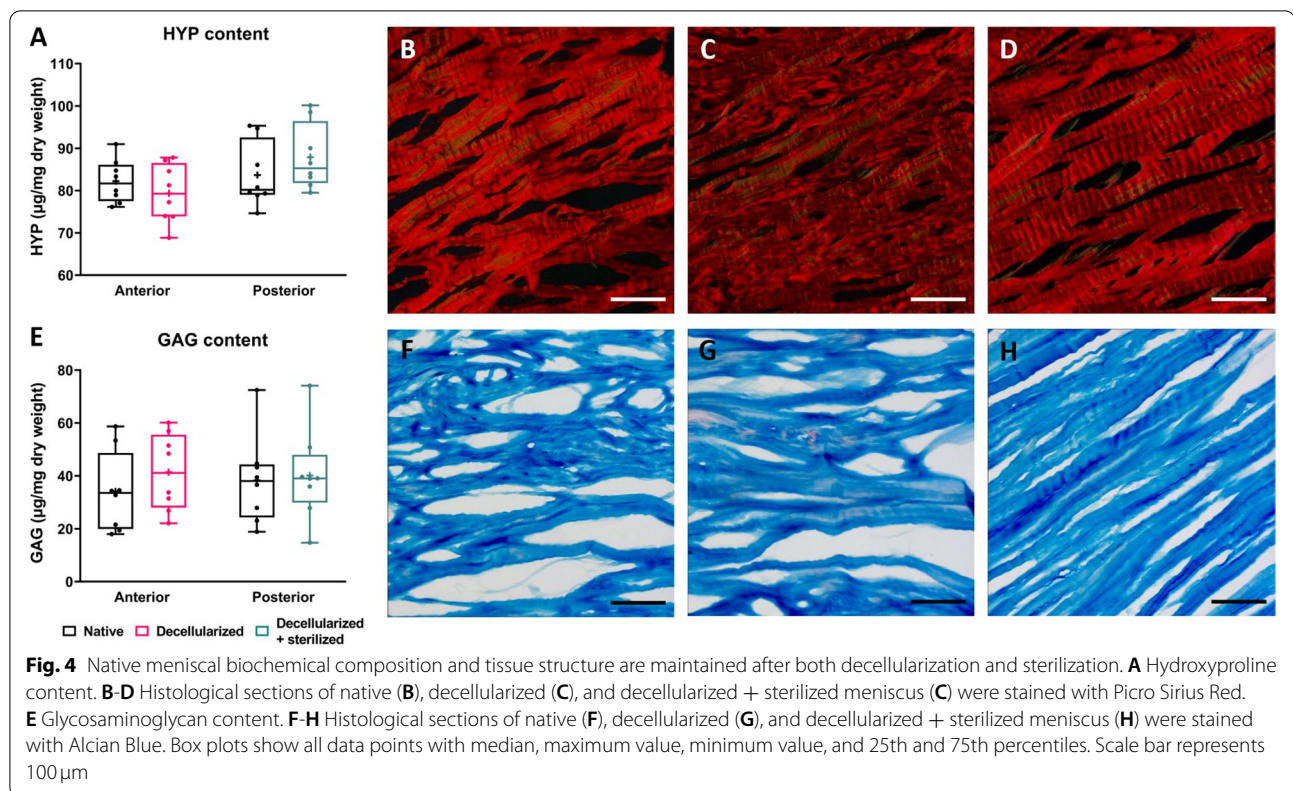 A
HYP content
HYP (µg/mg dry weight)
110
100
90
80
70
60
Anterior
Posterior
B
C
D
E
GAG content
GAG (µg/mg dry weight)
80
60
40
20
0
Anterior
Posterior
Native
Decellularized
Decellularized
+ sterilized
F
G
H
Fig. 4 Native meniscal biochemical composition and tissue structure are maintained after both decellularization and sterilization. A Hydroxyproline
content. B-D Histological sections of native (B), decellularized (C), and decellularized + sterilized meniscus (C) were stained with Picro Sirius Red.
E Glycosaminoglycan content. F-H Histological sections of native (F), decellularized (G), and decellularized + sterilized meniscus (H) were stained
with Alcian Blue. Box plots show all data points with median, maximum value, minimum value, and 25th and 75th percentiles. Scale bar represents
100 µm